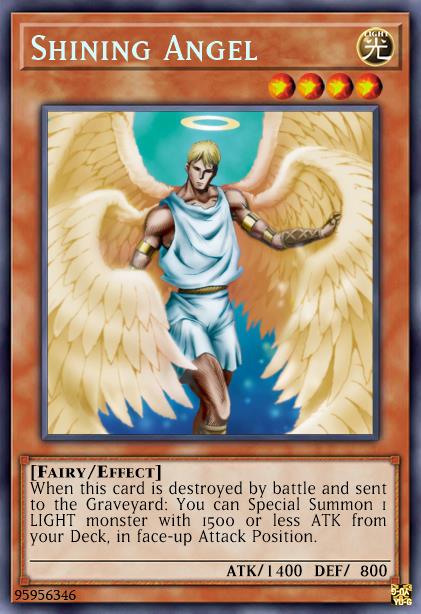 Shining Angel
LIGHT
光
[Fairy/Effect]
When this card is destroyed by battle and sent
to the Graveyard: You can Special Summon 1
LIGHT monster with 1500 or less ATK from
your Deck, in face-up Attack Position.
ATK/1400 DEF/ 800
95956346